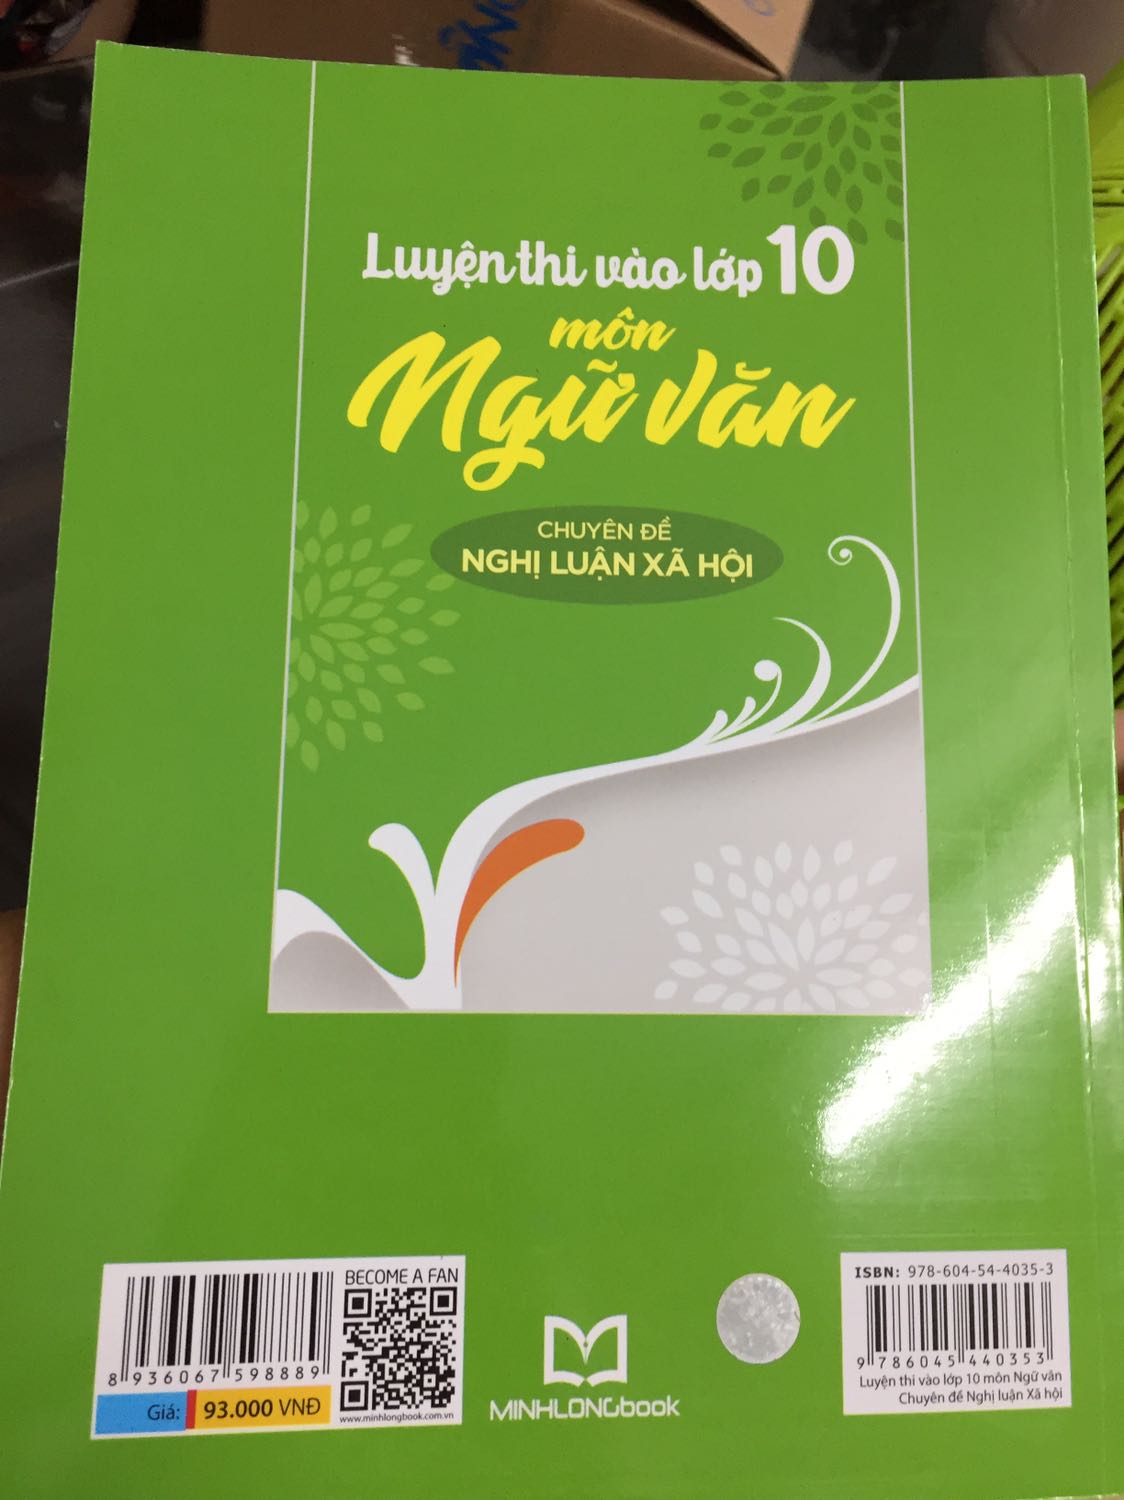 Luyện thi vào lớp 10
môn
Ngữ văn
CHUYÊN ĐỀ
NGHỊ LUẬN XÃ HỘI
8 936067 598889
Giá: 93.000 VNĐ
BECOME A FAN
www.minhlongbook.com.vn
MINHLONGbook
ISBN: 978-604-54-4035-3
9 786045 440353
Luyện thi vào lớp 10 môn Ngữ văn
Chuyên đề Nghị luận Xã hội